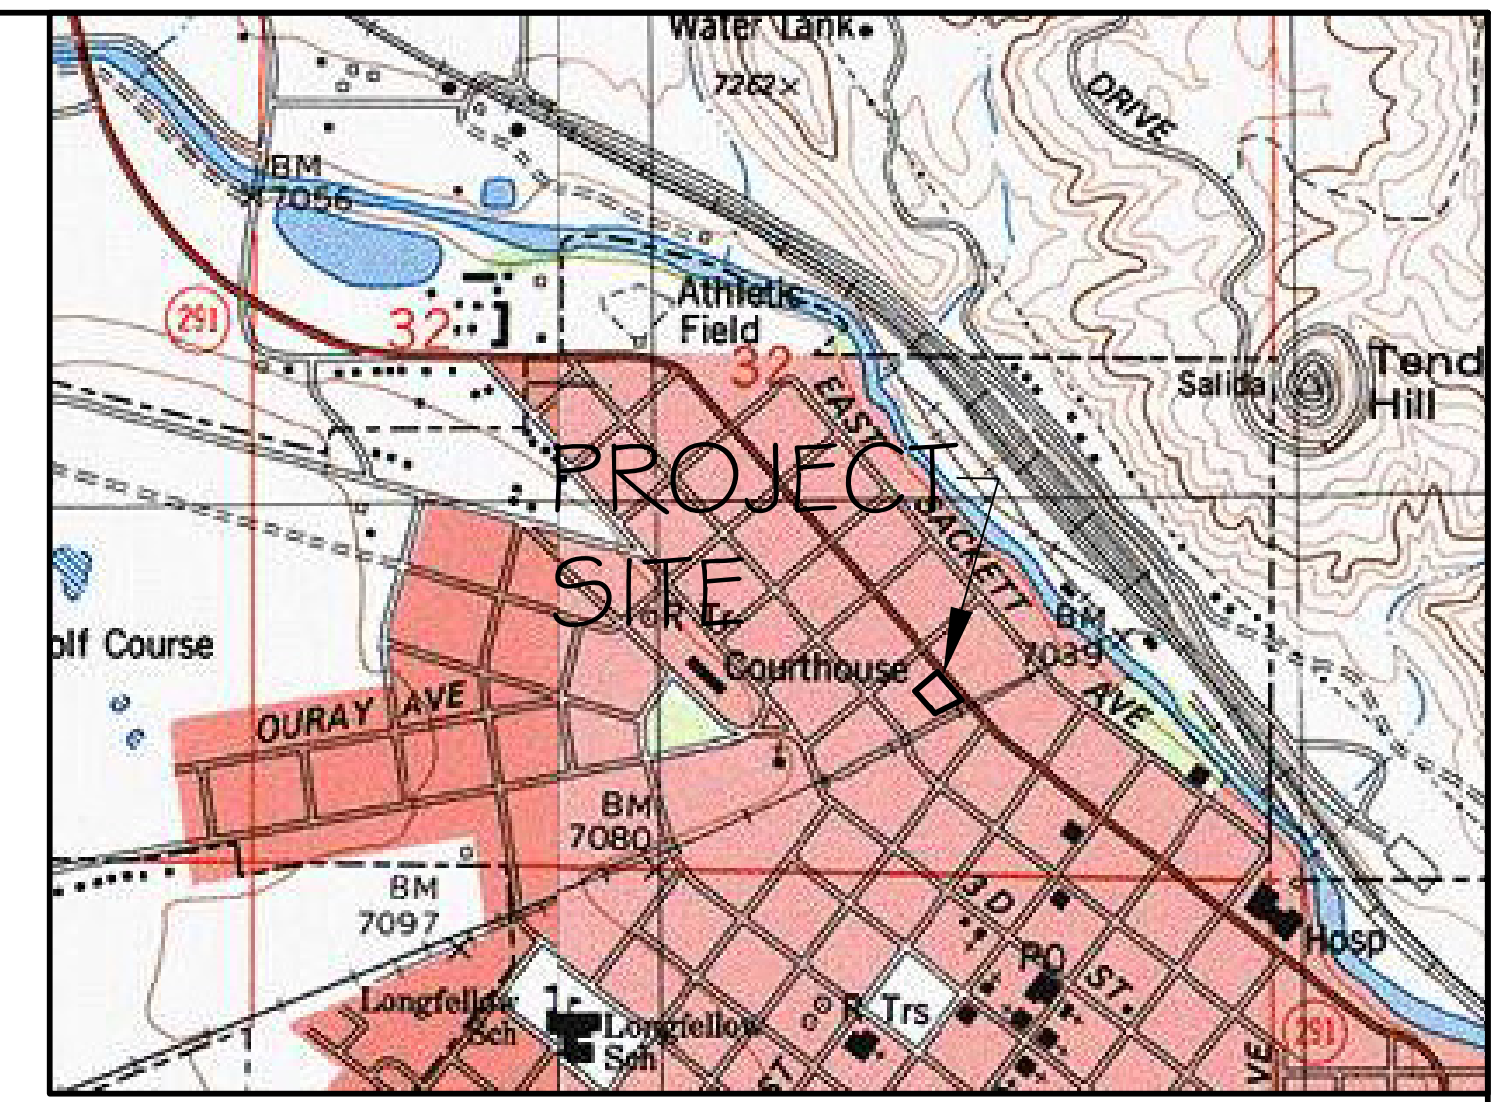 Water Tank
7262
DRIVE
BM
7056
291
32
Athletic
Field
32
Salida
Tend
Hill
EAST
PROJECT
SITE
SACKETT
AVE
BM
7039
olf Course
Courthouse
OURAY AVE
BM
7080
BM
7097
3D
ST.
PO
Hosp
Longfellow
Sch
Longfellow
Sch
R Trs
291
ST
VE